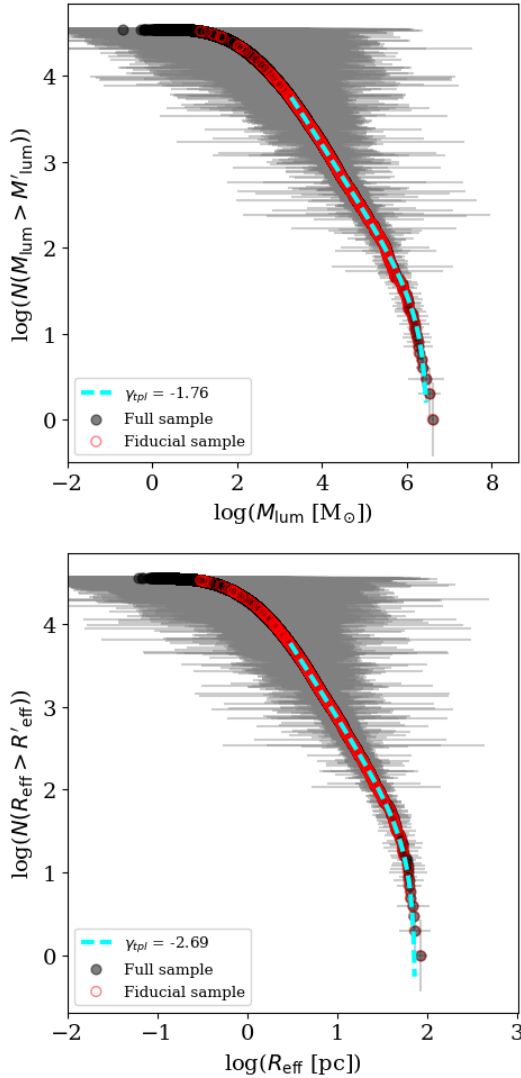 4
3
2
1
0
log(N(M_lum > M'_lum))
γ_tpl = -1.76
Full sample
Fiducial sample
−2 0 2 4 6 8
log(M_lum [M_⊙])
4
3
2
1
0
log(N(R_eff > R'_eff))
γ_tpl = -2.69
Full sample
Fiducial sample
−2 −1 0 1 2 3
log(R_eff [pc])